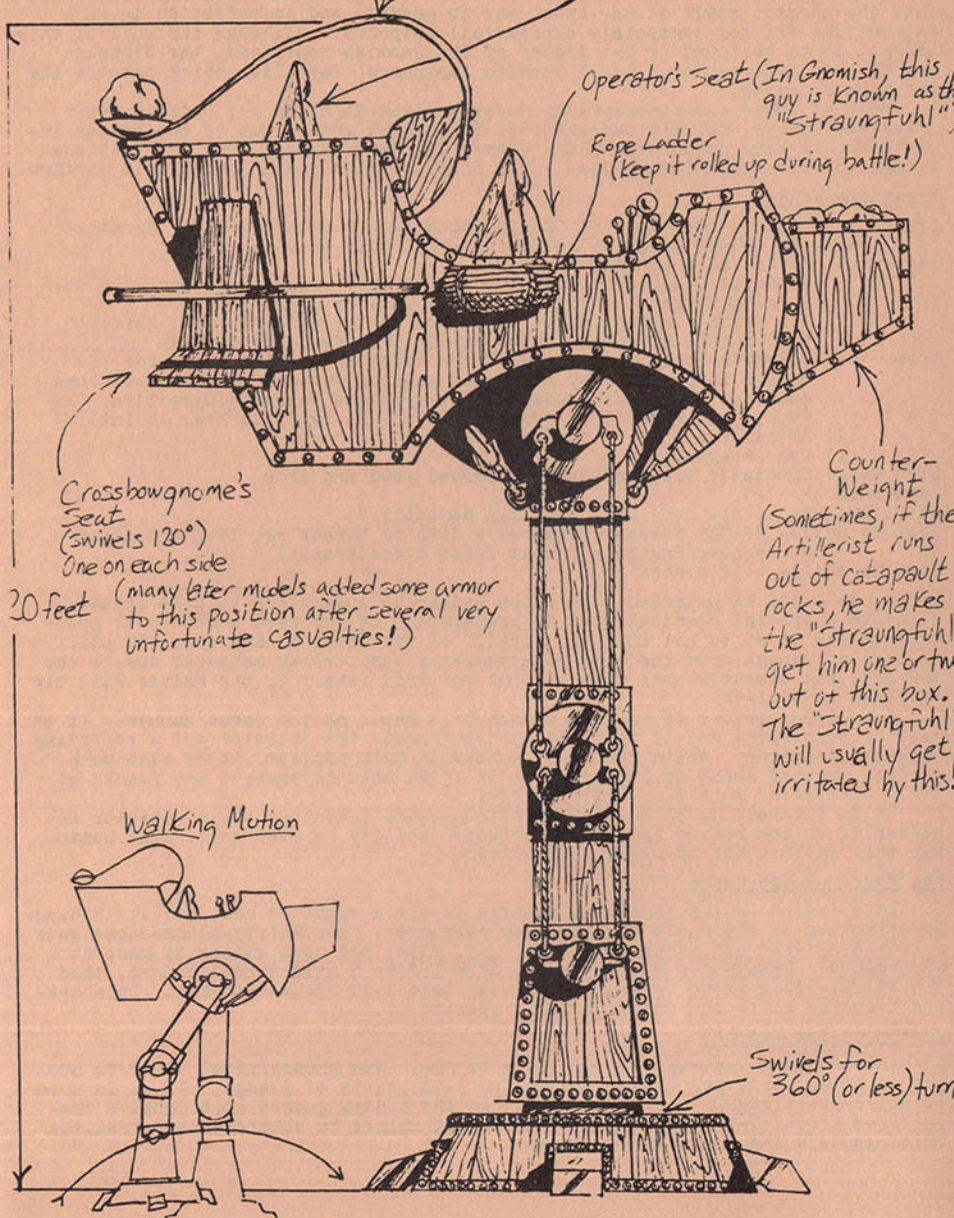 Operator's Seat (In Gnomish, this
guy is known as th
"Straungfuhl"
Rope Ladder
(keep it rolled up during battle!)
Crossbowgnome's
Seat
(swivels 120°)
One on each side
(many later models added some armor
to this position after several very
unfortunate casualties!)
20 feet
Counter-
Weight
(Sometimes, if the
Artillerist runs
out of catapault
rocks, he makes
the "Straungfuhl
get him one or tw
out of this box.
The "Straungfuhl"
will usually get
irritated by this!
Walking Motion
Swivels for
360° (or less) turn